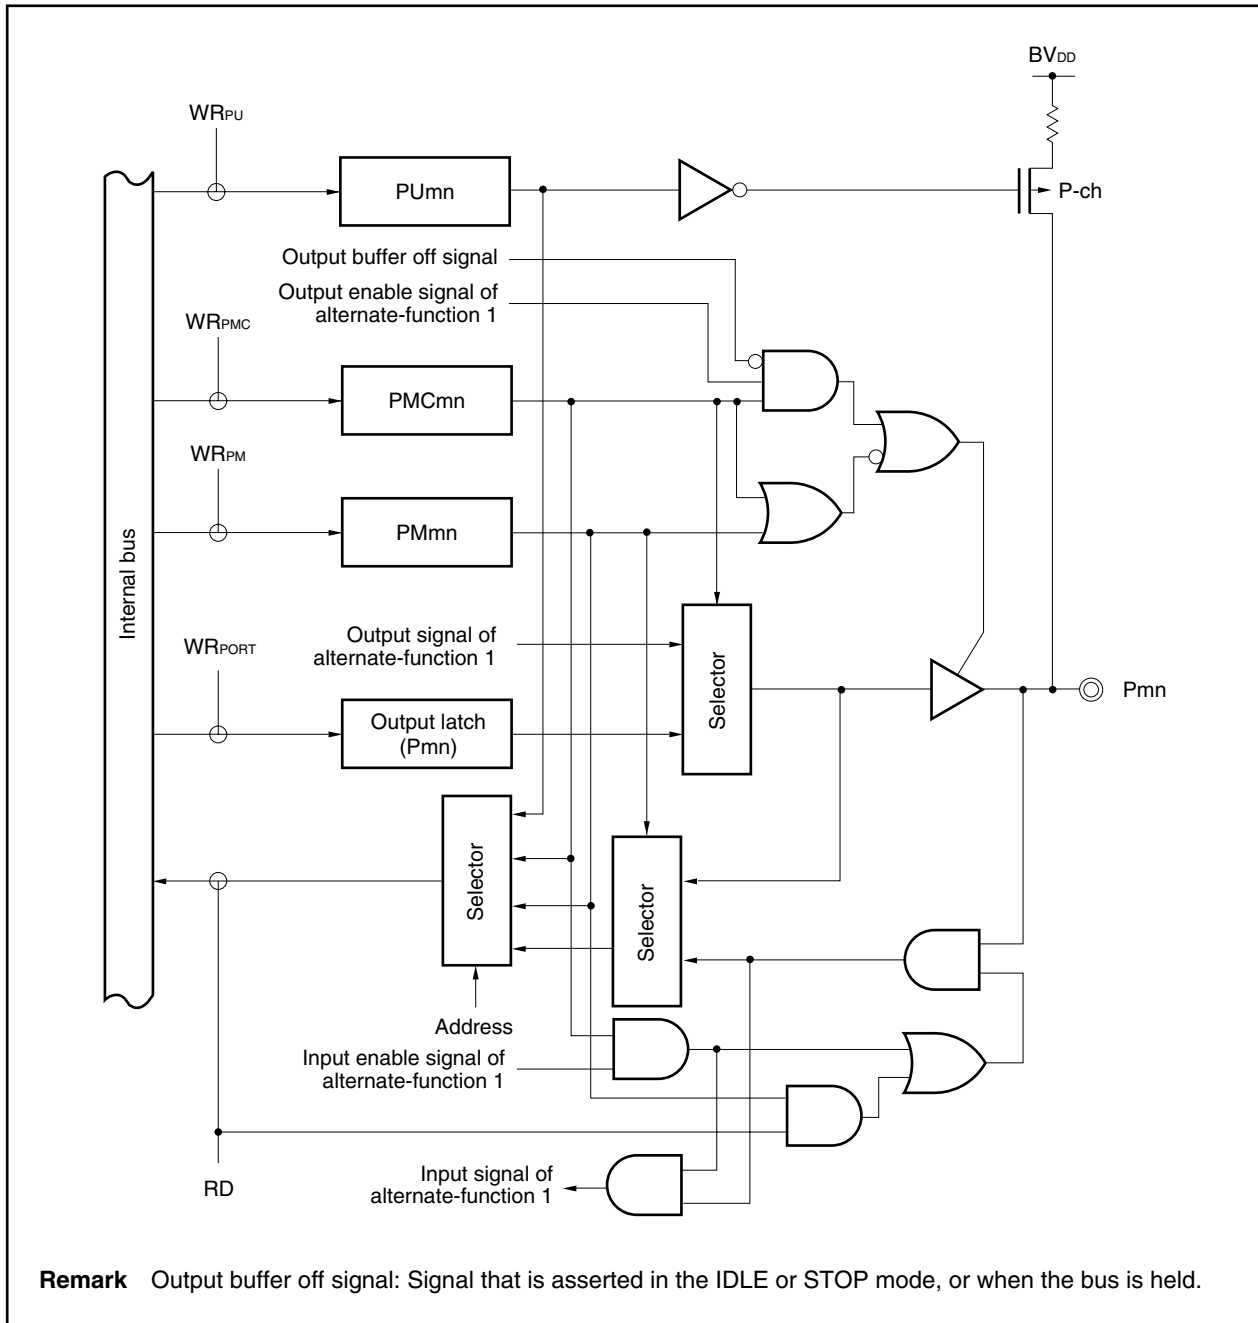 BVDD
WRPU
PUmn
P-ch
Output buffer off signal
Output enable signal of
alternate-function 1
WRPMC
PMCmn
WRPM
PMmn
Internal bus
Output signal of
alternate-function 1
WRPORT
Selector
Pmn
Output latch
(Pmn)
Selector
Selector
Address
Input enable signal of
alternate-function 1
RD
Input signal of
alternate-function 1
Remark Output buffer off signal: Signal that is asserted in the IDLE or STOP mode, or when the bus is held.